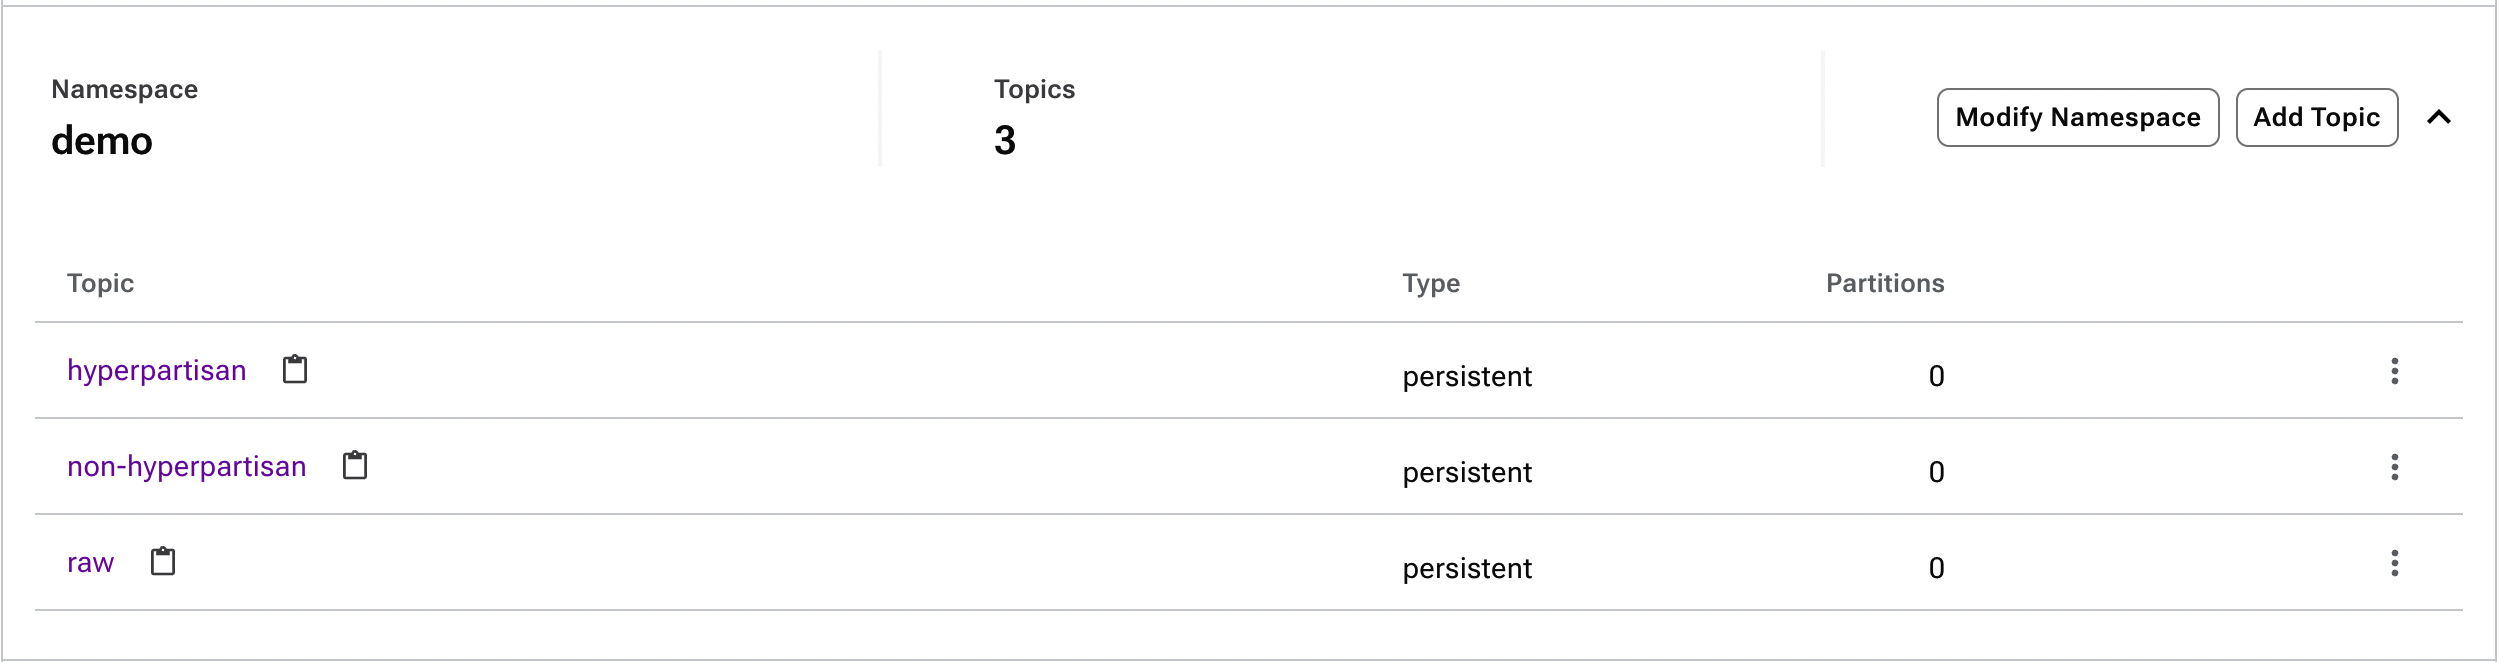 Namespace
demo
Topics
3
Modify Namespace
Add Topic
Topic Type Partitions
hyperpartisan persistent 0
non-hyperpartisan persistent 0
raw persistent 0